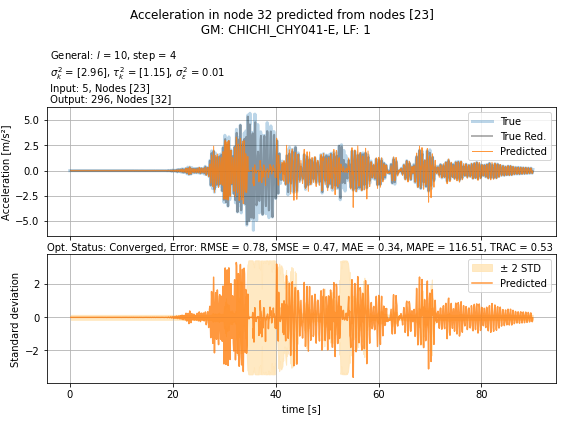 Acceleration in node 32 predicted from nodes [23]
GM: CHICHI_CHY041-E, LF: 1
General: l = 10, step = 4
σ²ₖ = [2.96], τ²ₖ = [1.15], σ²ₑ = 0.01
Input: 5, Nodes [23]
Output: 296, Nodes [32]
Acceleration [m/s²]
5.0
2.5
0.0
−2.5
−5.0
True
True Red.
Predicted
Opt. Status: Converged, Error: RMSE = 0.78, SMSE = 0.47, MAE = 0.34, MAPE = 116.51, TRAC = 0.53
Standard deviation
2
0
−2
± 2 STD
Predicted
0 20 40 60 80
time [s]